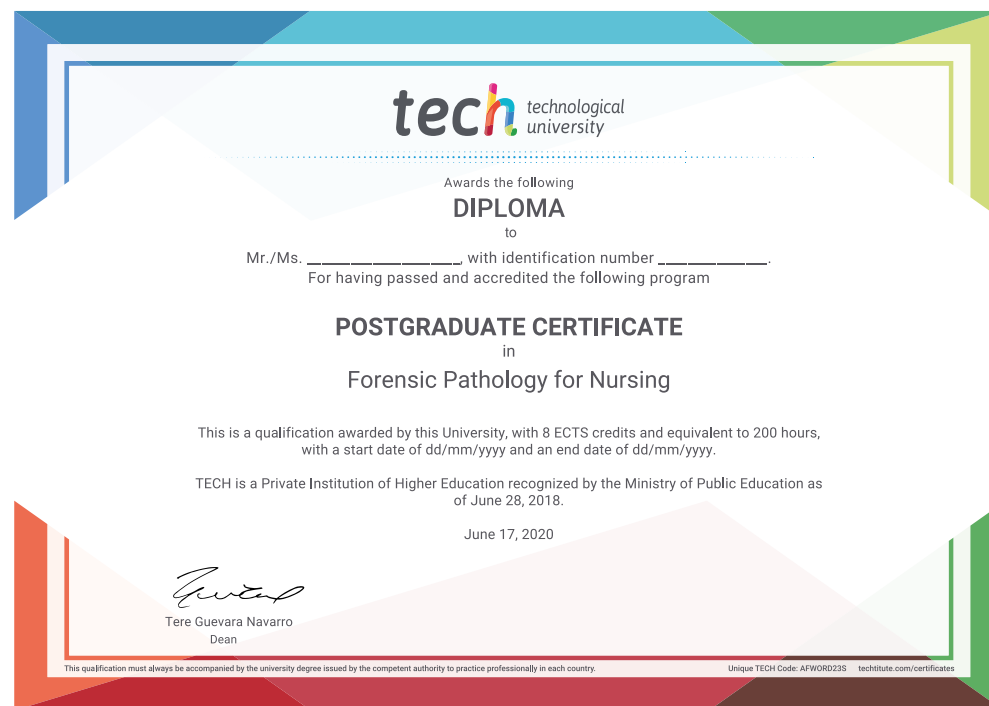 tech technological
university
Awards the following
DIPLOMA
to
Mr./Ms. ____________________, with identification number ______________.
For having passed and accredited the following program
POSTGRADUATE CERTIFICATE
in
Forensic Pathology for Nursing
This is a qualification awarded by this University, with 8 ECTS credits and equivalent to 200 hours,
with a start date of dd/mm/yyyy and an end date of dd/mm/yyyy.
TECH is a Private Institution of Higher Education recognized by the Ministry of Public Education as
of June 28, 2018.
June 17, 2020
Tere Guevara Navarro
Dean
This qualification must always be accompanied by the university degree issued by the competent authority to practice professionally in each country.
Unique TECH Code: AFWORD23S techtitute.com/certificates